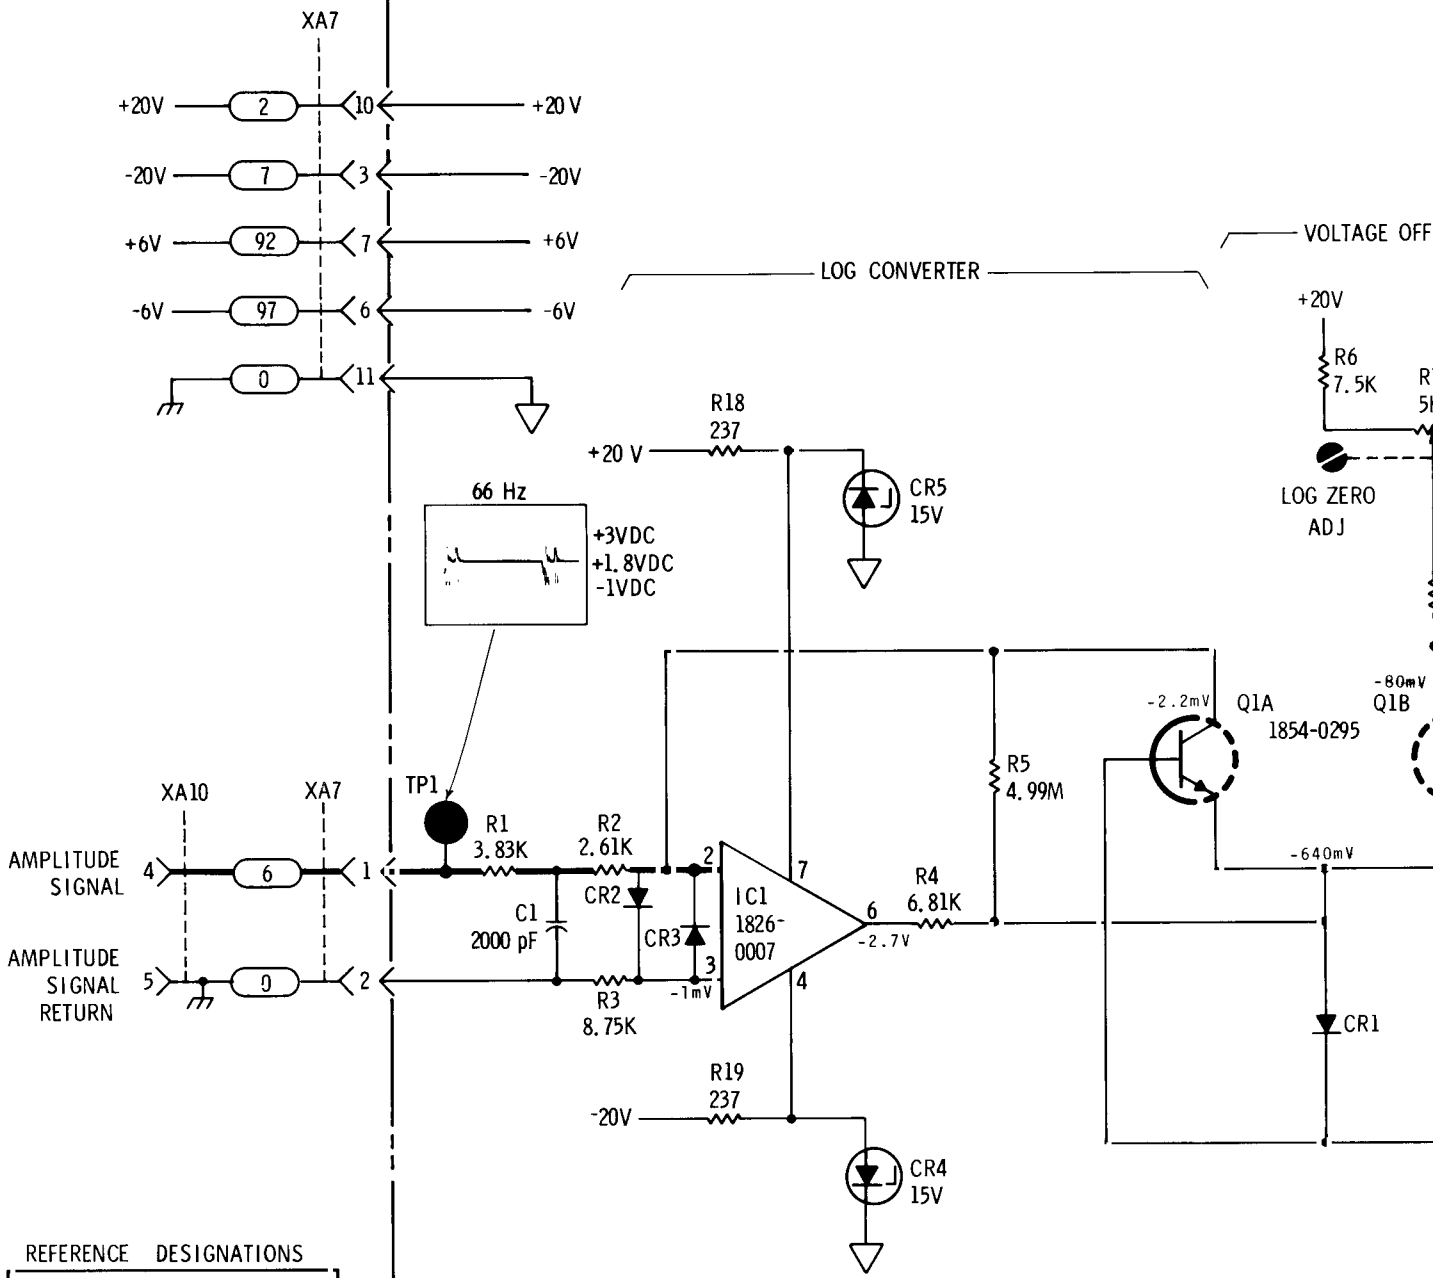 XA7
+20V 2 10 +20 V
-20V 7 3 -20V
+6V 92 7 +6V
-6V 97 6 -6V
0 11
VOLTAGE OFF
LOG CONVERTER
+20V
R6
7.5K
5
LOG ZERO
ADJ
R18
237
+20 V
CR5
15V
66 Hz
+3VDC
+1.8VDC
-1VDC
-80mV
Q1B
-2.2mV
Q1A
1854-0295
R5
4.99M
TP1
XA10
XA7
AMPLITUDE
SIGNAL
4
6
1
R1
3.83K
R2
2.61K
2
7
CR2
C1
2000 pF
CR3
IC1
1826-
0007
6
-2.7V
R4
6.81K
-640mV
AMPLITUDE
SIGNAL
RETURN
5
0
2
R3
8.75K
3
-1mV
4
CR1
R19
237
-20V
CR4
15V
REFERENCE DESIGNATIONS